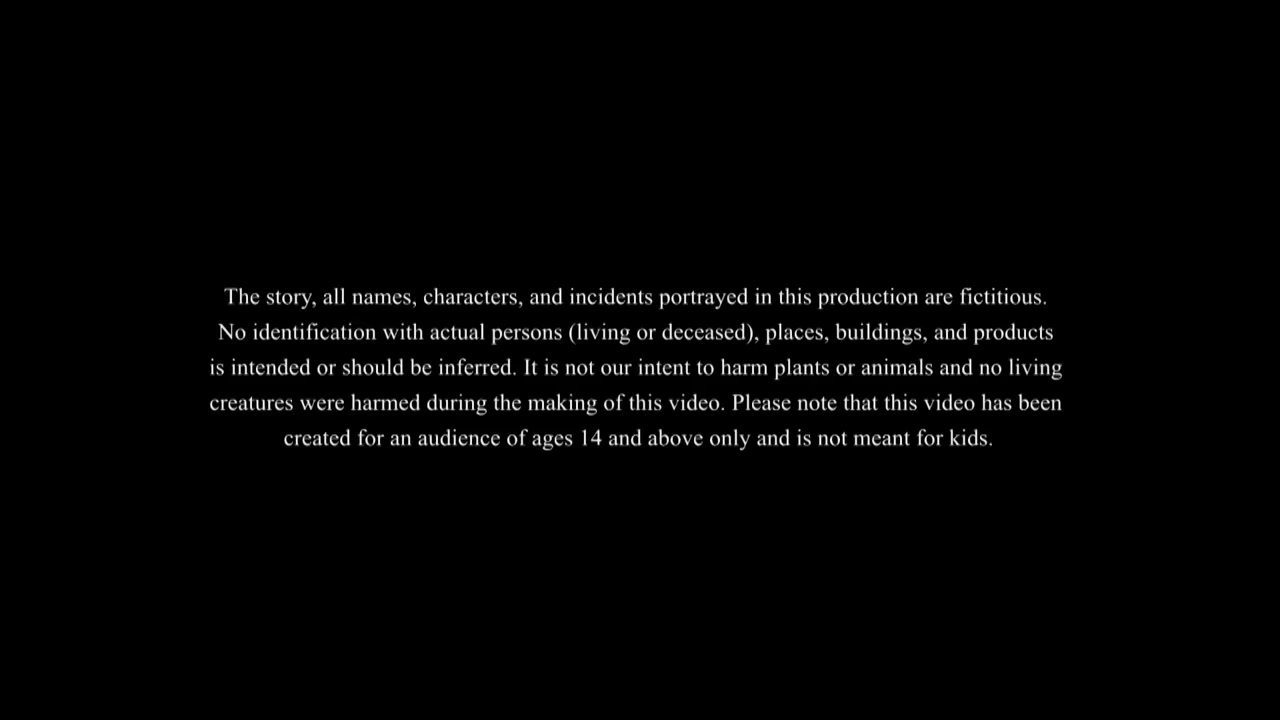 The story, all names, characters, and incidents portrayed in this production are fictitious.
No identification with actual persons (living or deceased), places, buildings, and products
is intended or should be inferred. It is not our intent to harm plants or animals and no living
creatures were harmed during the making of this video. Please note that this video has been
created for an audience of ages 14 and above only and is not meant for kids.